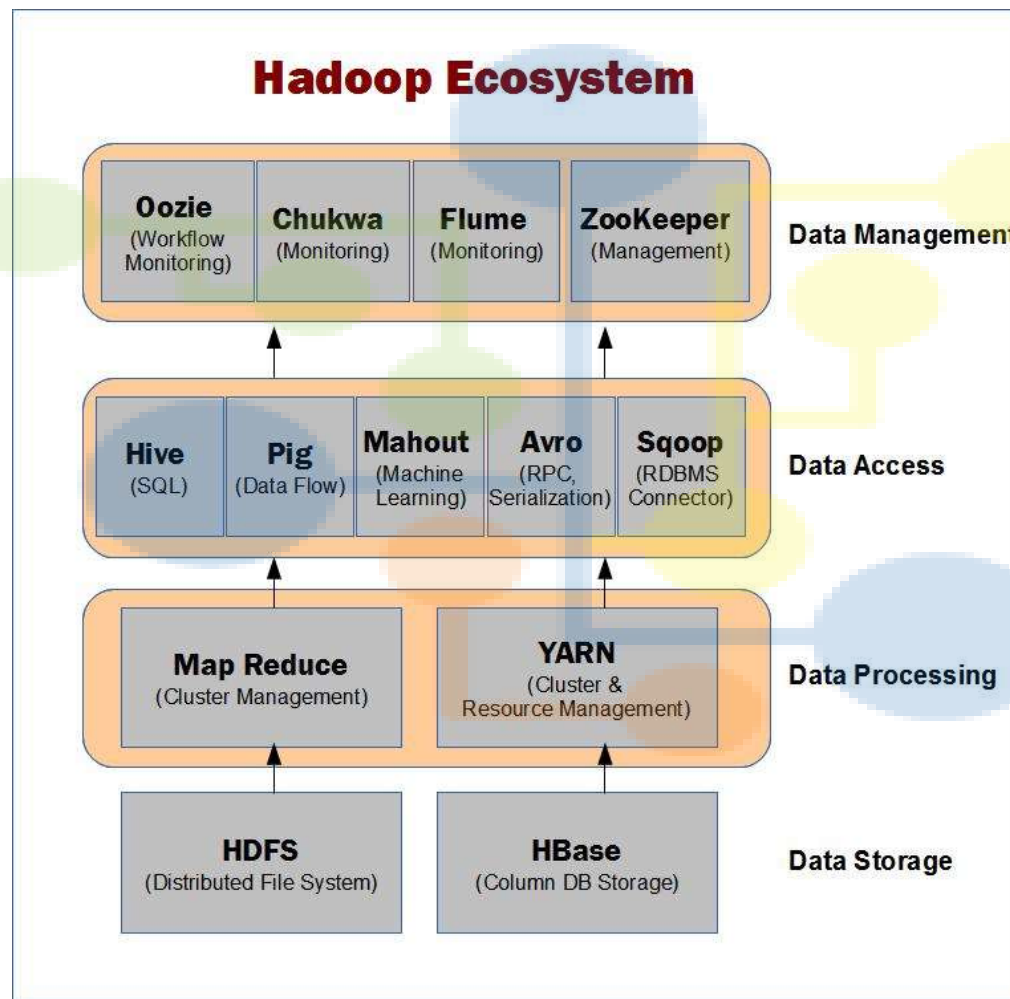 Hadoop Ecosystem
Oozie
(Workflow
Monitoring)
Chukwa
(Monitoring)
Flume
(Monitoring)
ZooKeeper
(Management)
Data Management
Hive
(SQL)
Pig
(Data Flow)
Mahout
(Machine
Learning)
Avro
(RPC,
Serialization)
Sqoop
(RDBMS
Connector)
Data Access
Map Reduce
(Cluster Management)
YARN
(Cluster &
Resource Management)
Data Processing
HDFS
(Distributed File System)
HBase
(Column DB Storage)
Data Storage